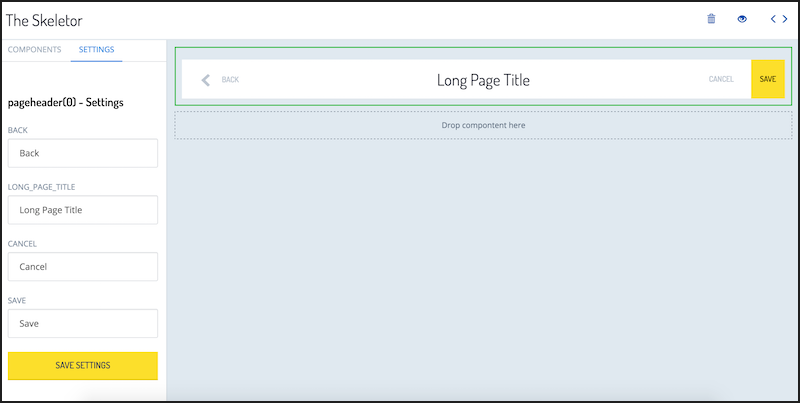 The Skeletor
COMPONENTS SETTINGS
pageheader(0) - Settings
BACK
Back
LONG_PAGE_TITLE
Long Page Title
CANCEL
Cancel
SAVE
Save
SAVE SETTINGS
BACK Long Page Title CANCEL SAVE
Drop compontent here